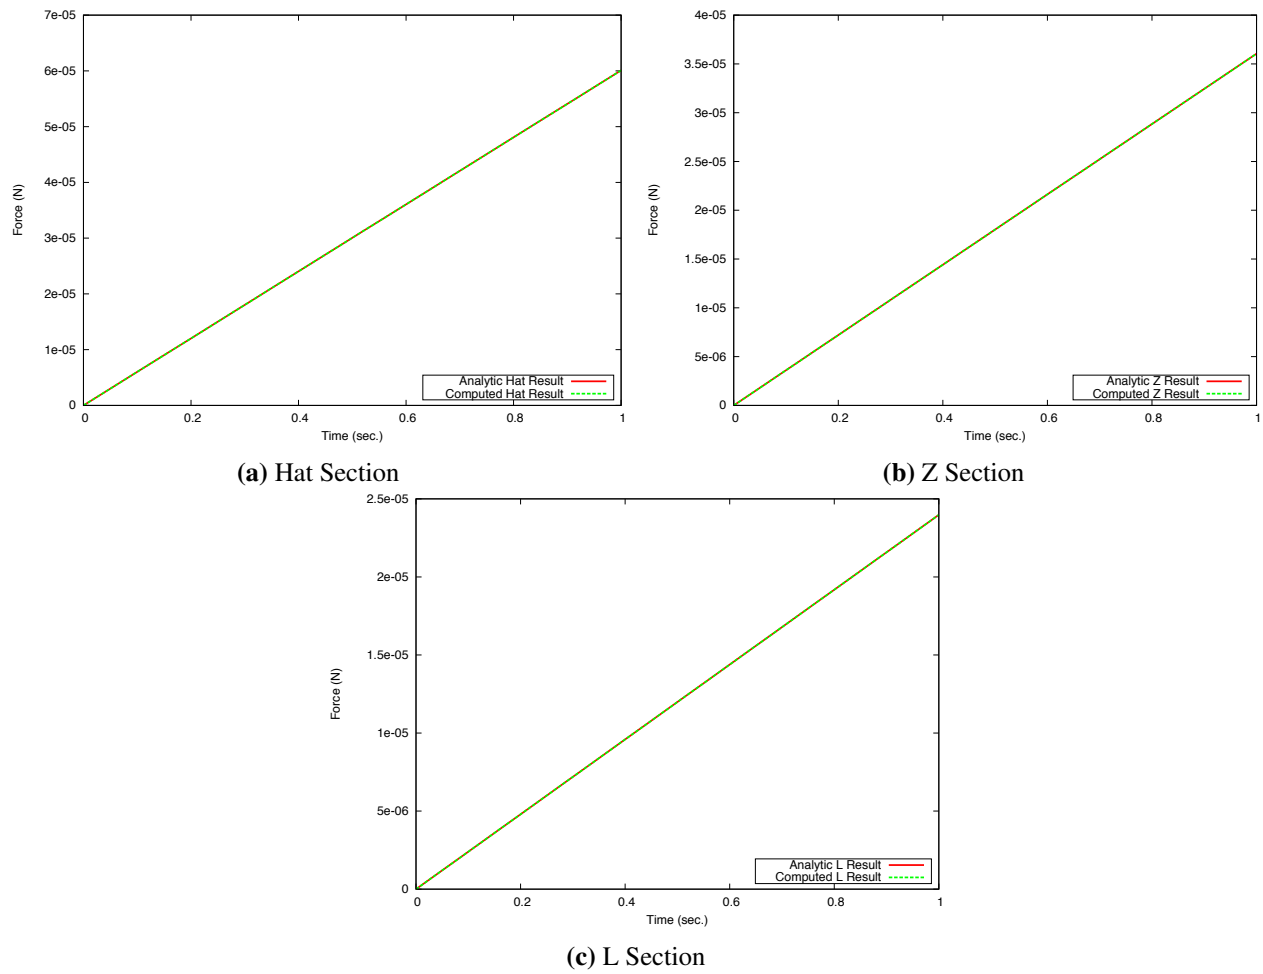 7e-05
6e-05
5e-05
4e-05
3e-05
2e-05
1e-05
0
Force (N)
0 0.2 0.4 0.6 0.8 1
Time (sec.)
Analytic Hat Result
Computed Hat Result
(a) Hat Section
4e-05
3.5e-05
3e-05
2.5e-05
2e-05
1.5e-05
1e-05
5e-06
0
Force (N)
0 0.2 0.4 0.6 0.8 1
Time (sec.)
Analytic Z Result
Computed Z Result
(b) Z Section
2.5e-05
2e-05
1.5e-05
1e-05
5e-06
0
Force (N)
0 0.2 0.4 0.6 0.8 1
Time (sec.)
Analytic L Result
Computed L Result
(c) L Section